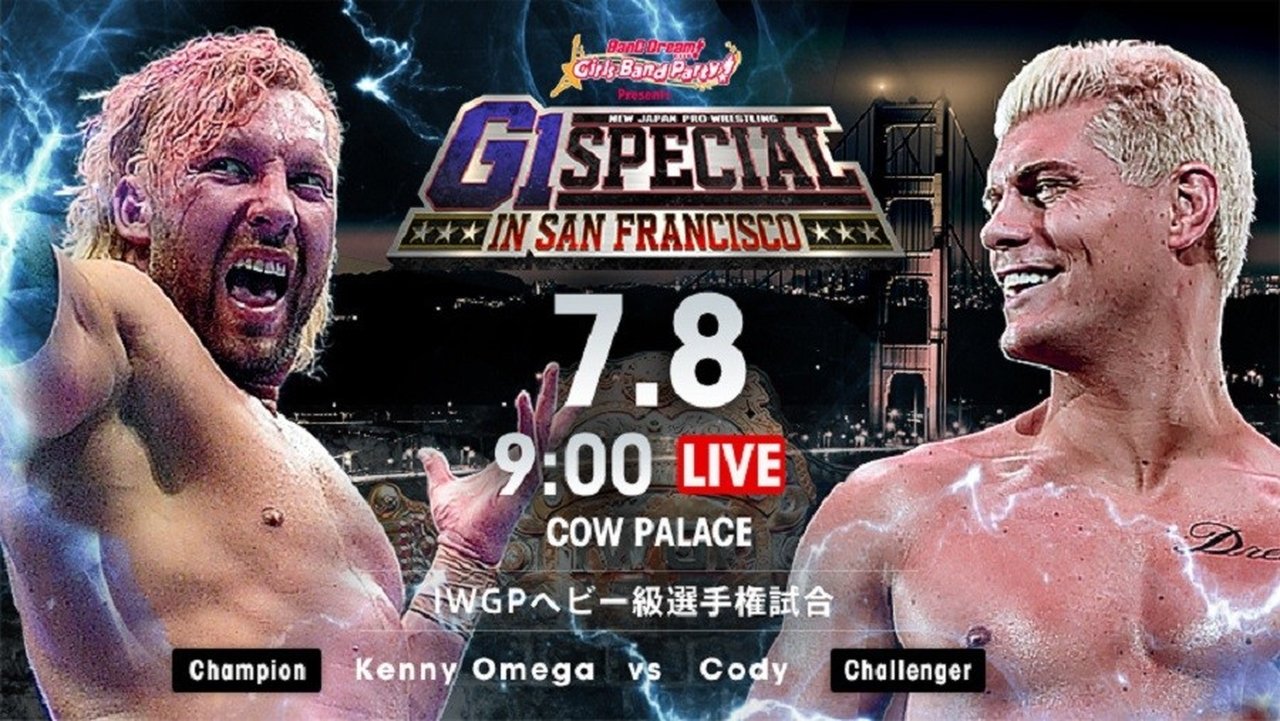 BanG Dream!
Girls Band Party!
Presents
NEW JAPAN PRO-WRESTLING
G1 SPECIAL
IN SAN FRANCISCO
7.8
9:00 LIVE
COW PALACE
IWGPヘビー級選手権試合
Champion Kenny Omega vs Cody Challenger